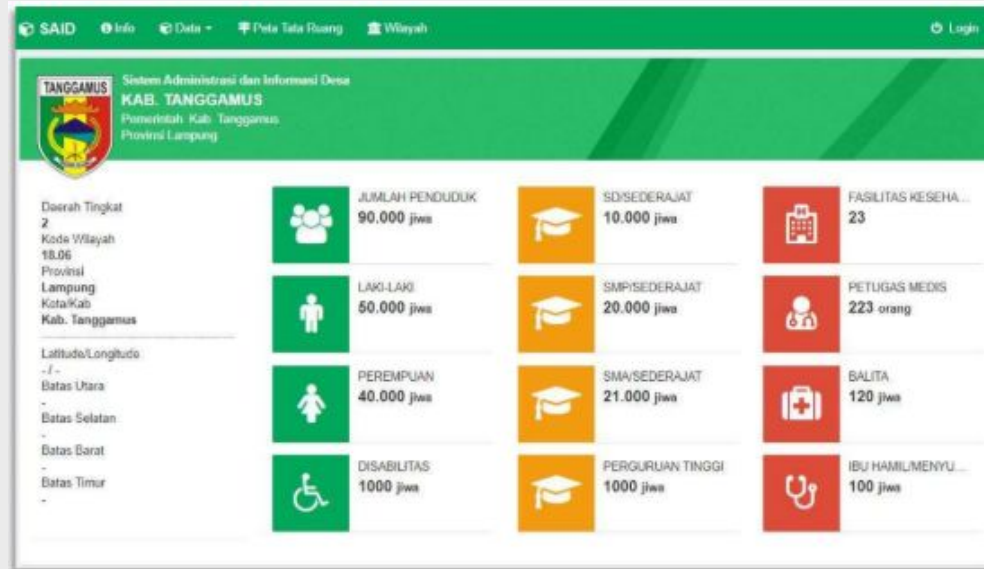 SAID
Info
Data
Peta Tata Ruang
Wilayah
Login
TANGGAMUS
Sistem Administrasi dan Informasi Desa
KAB. TANGGAMUS
Pemerintah Kab. Tanggamus
Provinsi Lampung
Daerah Tingkat
2
Kode Wilayah
18.06
Provinsi
Lampung
Kota/Kab
Kab. Tanggamus
Latitude/Longitude
- / -
Batas Utara
-
Batas Selatan
-
Batas Barat
-
Batas Timur
-
JUMLAH PENDUDUK
90.000 jiwa
LAKI-LAKI
50.000 jiwa
PEREMPUAN
40.000 jiwa
DISABILITAS
1000 jiwa
SD/SEDERAJAT
10.000 jiwa
SMP/SEDERAJAT
20.000 jiwa
SMA/SEDERAJAT
21.000 jiwa
PERGURUAN TINGGI
1000 jiwa
FASILITAS KESEHA...
23
PETUGAS MEDIS
223 orang
BALITA
120 jiwa
IBU HAMIL/MENYU...
100 jiwa